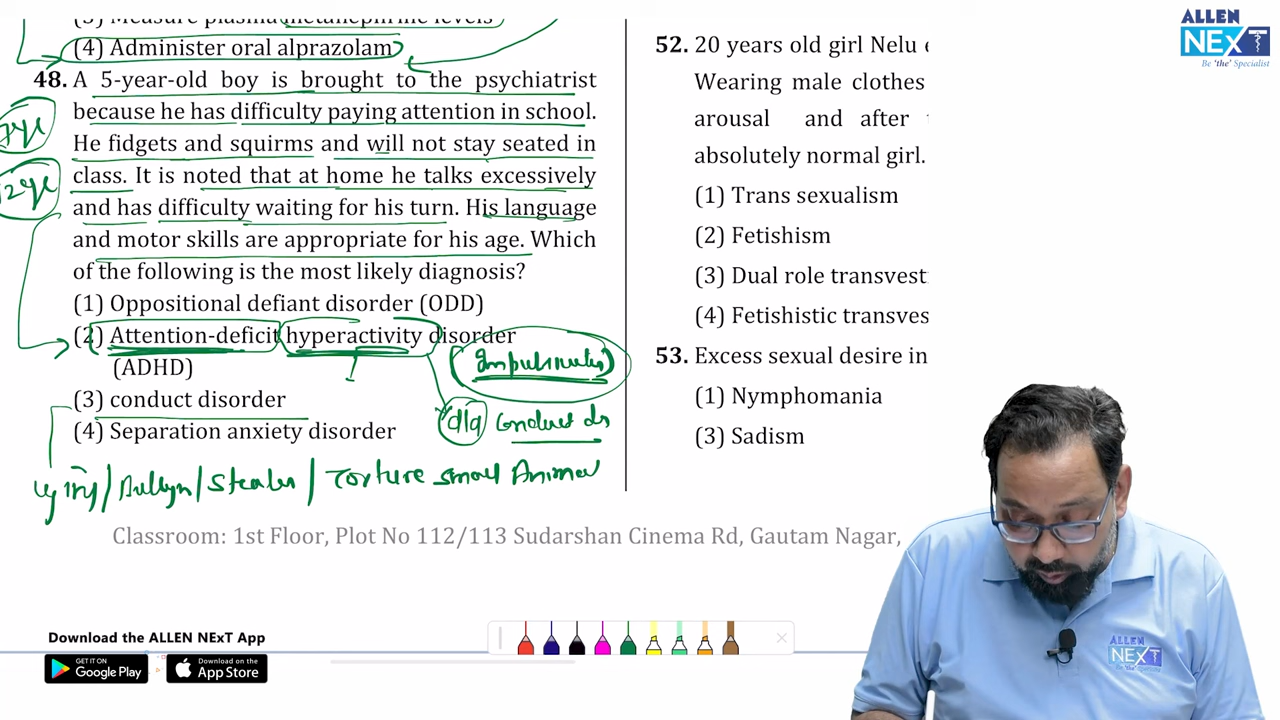 (3) Measure plasma metanephrine levels
(4) Administer oral alprazolam
48. A 5-year-old boy is brought to the psychiatrist
because he has difficulty paying attention in school.
He fidgets and squirms and will not stay seated in
class. It is noted that at home he talks excessively
and has difficulty waiting for his turn. His language
and motor skills are appropriate for his age. Which
of the following is the most likely diagnosis?
(1) Oppositional defiant disorder (ODD)
(2) Attention-deficit hyperactivity disorder
(ADHD)
(3) conduct disorder
(4) Separation anxiety disorder
d/d conduct ds
/ Stealer / Torture small Animal
52. 20 years old girl Nelu
Wearing male clothes
arousal and after
absolutely normal girl.
(1) Trans sexualism
(2) Fetishism
(3) Dual role transvesti
(4) Fetishistic transves
53. Excess sexual desire in
(1) Nymphomania
(3) Sadism
Classroom: 1st Floor, Plot No 112/113 Sudarshan Cinema Rd, Gautam Nagar,
Download the ALLEN NExT App
GET IT ON
Google Play
Download on the
App Store
ALLEN
NEXT
Be 'the' Specialist
ALLEN
NEXT